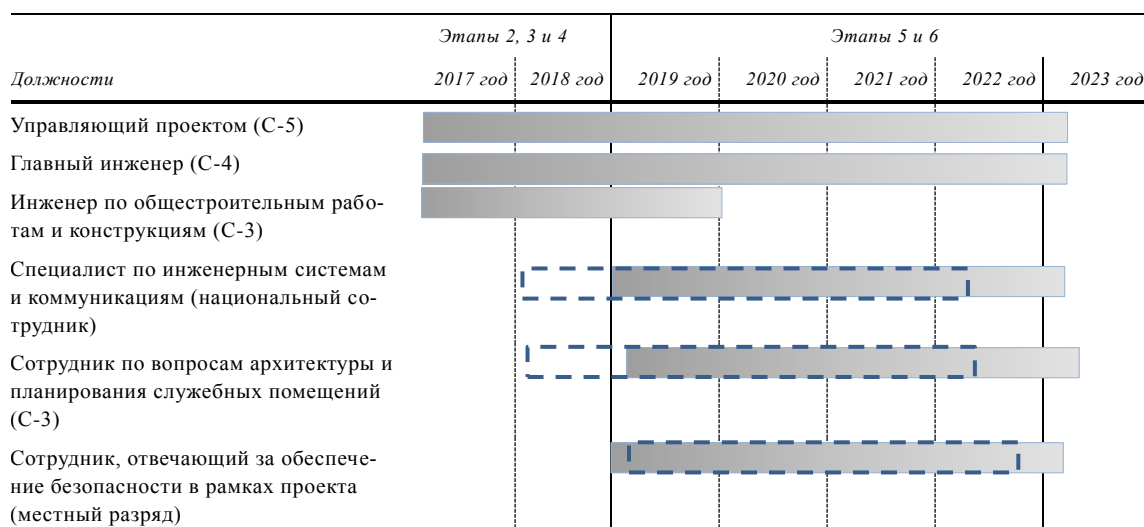 Этапы 2, 3 и 4 Этапы 5 и 6
Должности 2017 год 2018 год 2019 год 2020 год 2021 год 2022 год 2023 год
Управляющий проектом (С-5)
Главный инженер (С-4)
Инженер по общестроительным рабо-
там и конструкциям (С-3)
Специалист по инженерным системам
и коммуникациям (национальный со-
трудник)
Сотрудник по вопросам архитектуры и
планирования служебных помещений
(С-3)
Сотрудник, отвечающий за обеспече-
ние безопасности в рамках проекта
(местный разряд)